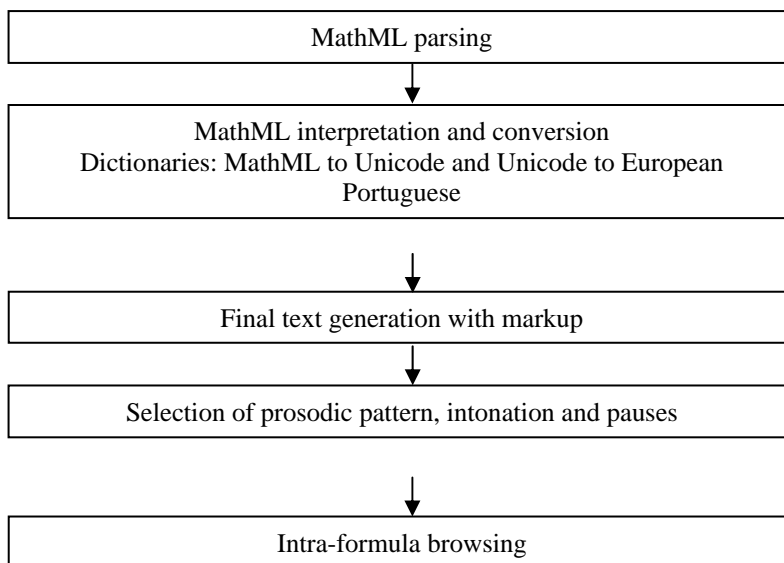 MathML parsing
MathML interpretation and conversion
Dictionaries: MathML to Unicode and Unicode to European
Portuguese
Final text generation with markup
Selection of prosodic pattern, intonation and pauses
Intra-formula browsing